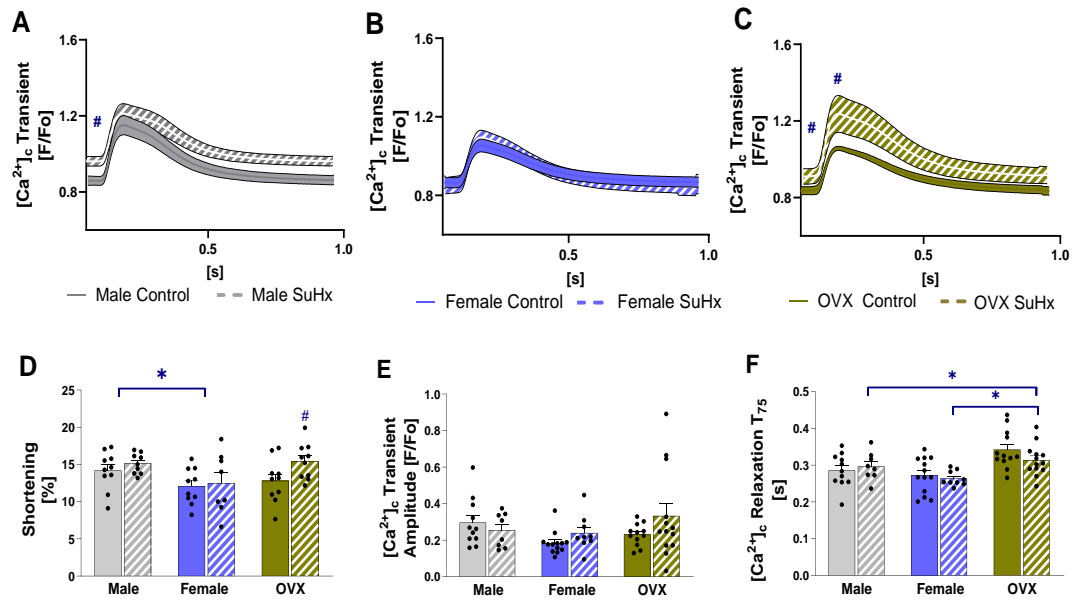 A
[Ca2+]c Transient
[F/Fo]
1.6
1.2
0.8
#
0.5
1.0
[s]
Male Control
Male SuHx
B
[Ca2+]c Transient
[F/Fo]
1.6
1.2
0.8
0.5
1.0
[s]
Female Control
Female SuHx
C
[Ca2+]c Transient
[F/Fo]
1.6
1.2
0.8
#
#
0.5
1.0
[s]
OVX Control
OVX SuHx
D
Shortening
[%]
25
20
15
10
5
0
*
#
Male
Female
OVX
E
[Ca2+]c Transient
Amplitude [F/Fo]
1.0
0.8
0.6
0.4
0.2
0.0
Male
Female
OVX
F
[Ca2+]c Relaxation T75
[s]
0.5
0.4
0.3
0.2
0.1
0.0
*
*
Male
Female
OVX